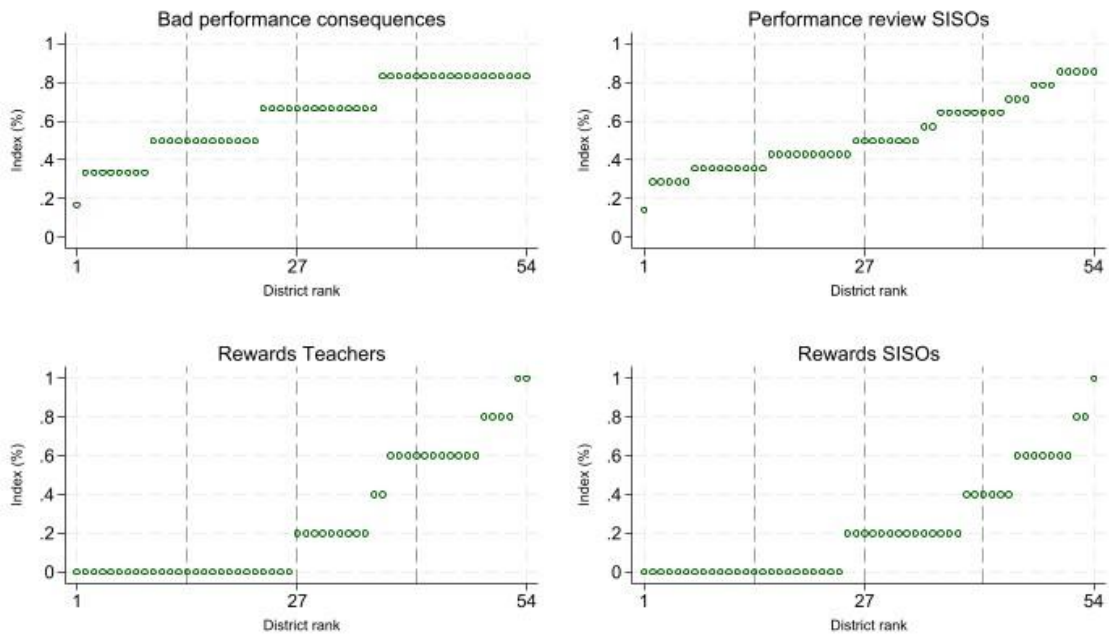 Bad performance consequences
Index (%)
1
.8
.6
.4
.2
0
1 27 54
District rank
Performance review SISOs
Index (%)
1
.8
.6
.4
.2
0
1 27 54
District rank
Rewards Teachers
Index (%)
1
.8
.6
.4
.2
0
1 27 54
District rank
Rewards SISOs
Index (%)
1
.8
.6
.4
.2
0
1 27 54
District rank